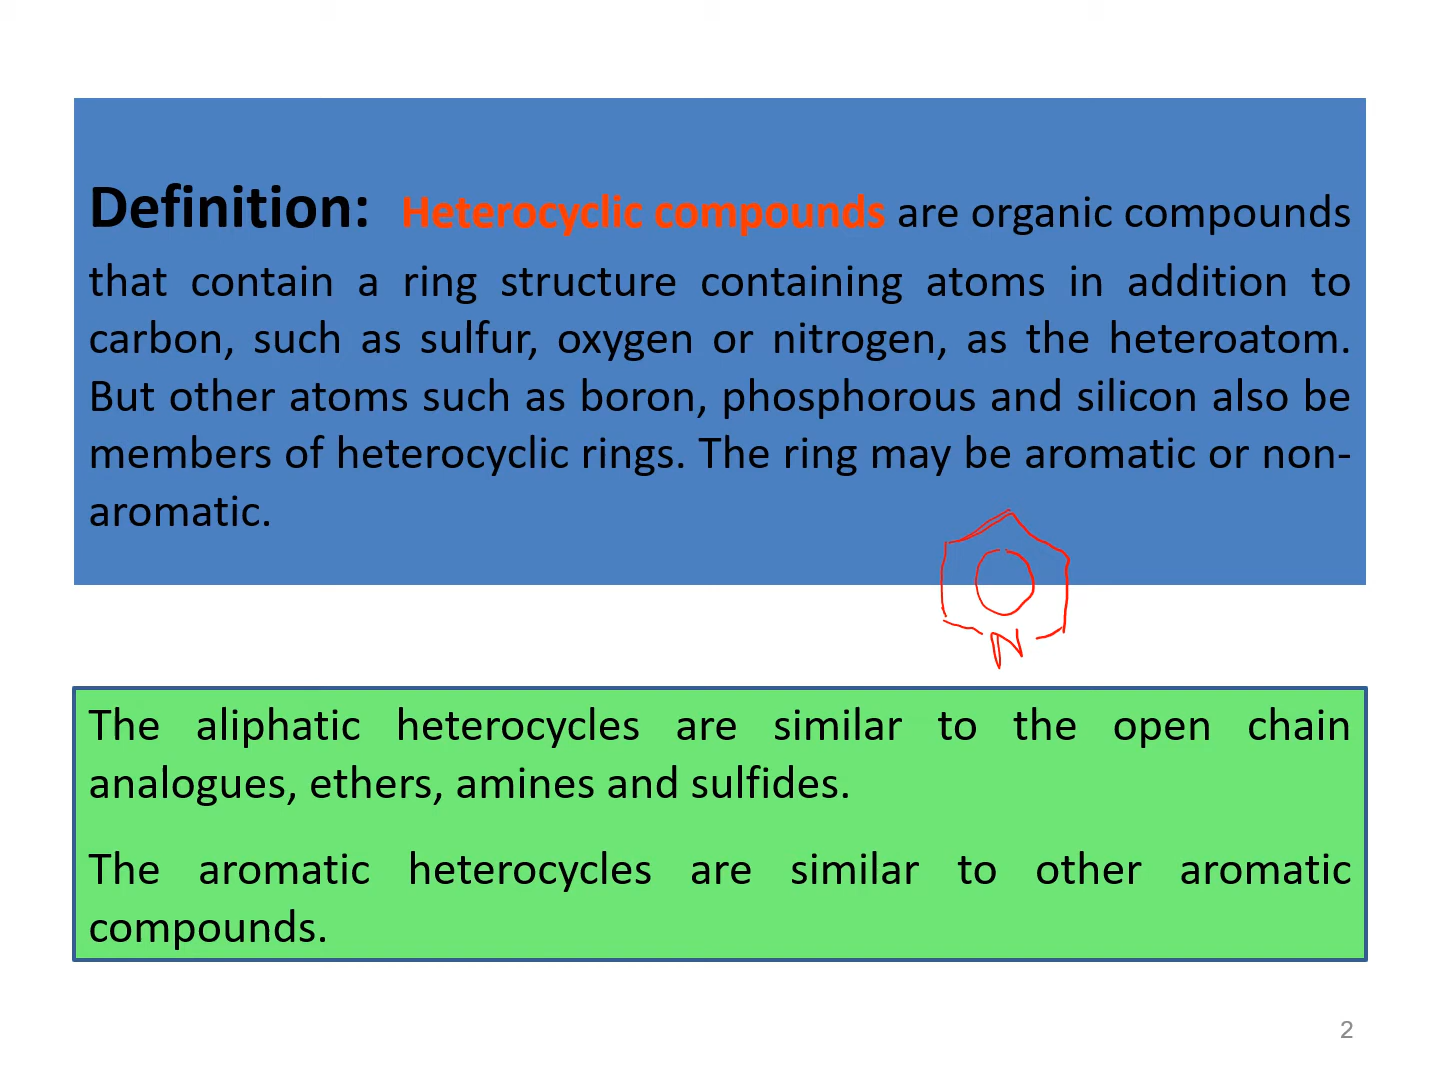 Definition: Heterocyclic compounds are organic compounds
that contain a ring structure containing atoms in addition to
carbon, such as sulfur, oxygen or nitrogen, as the heteroatom.
But other atoms such as boron, phosphorous and silicon also be
members of heterocyclic rings. The ring may be aromatic or non-
aromatic.
N
The aliphatic heterocycles are similar to the open chain
analogues, ethers, amines and sulfides.
The aromatic heterocycles are similar to other aromatic
compounds.
2